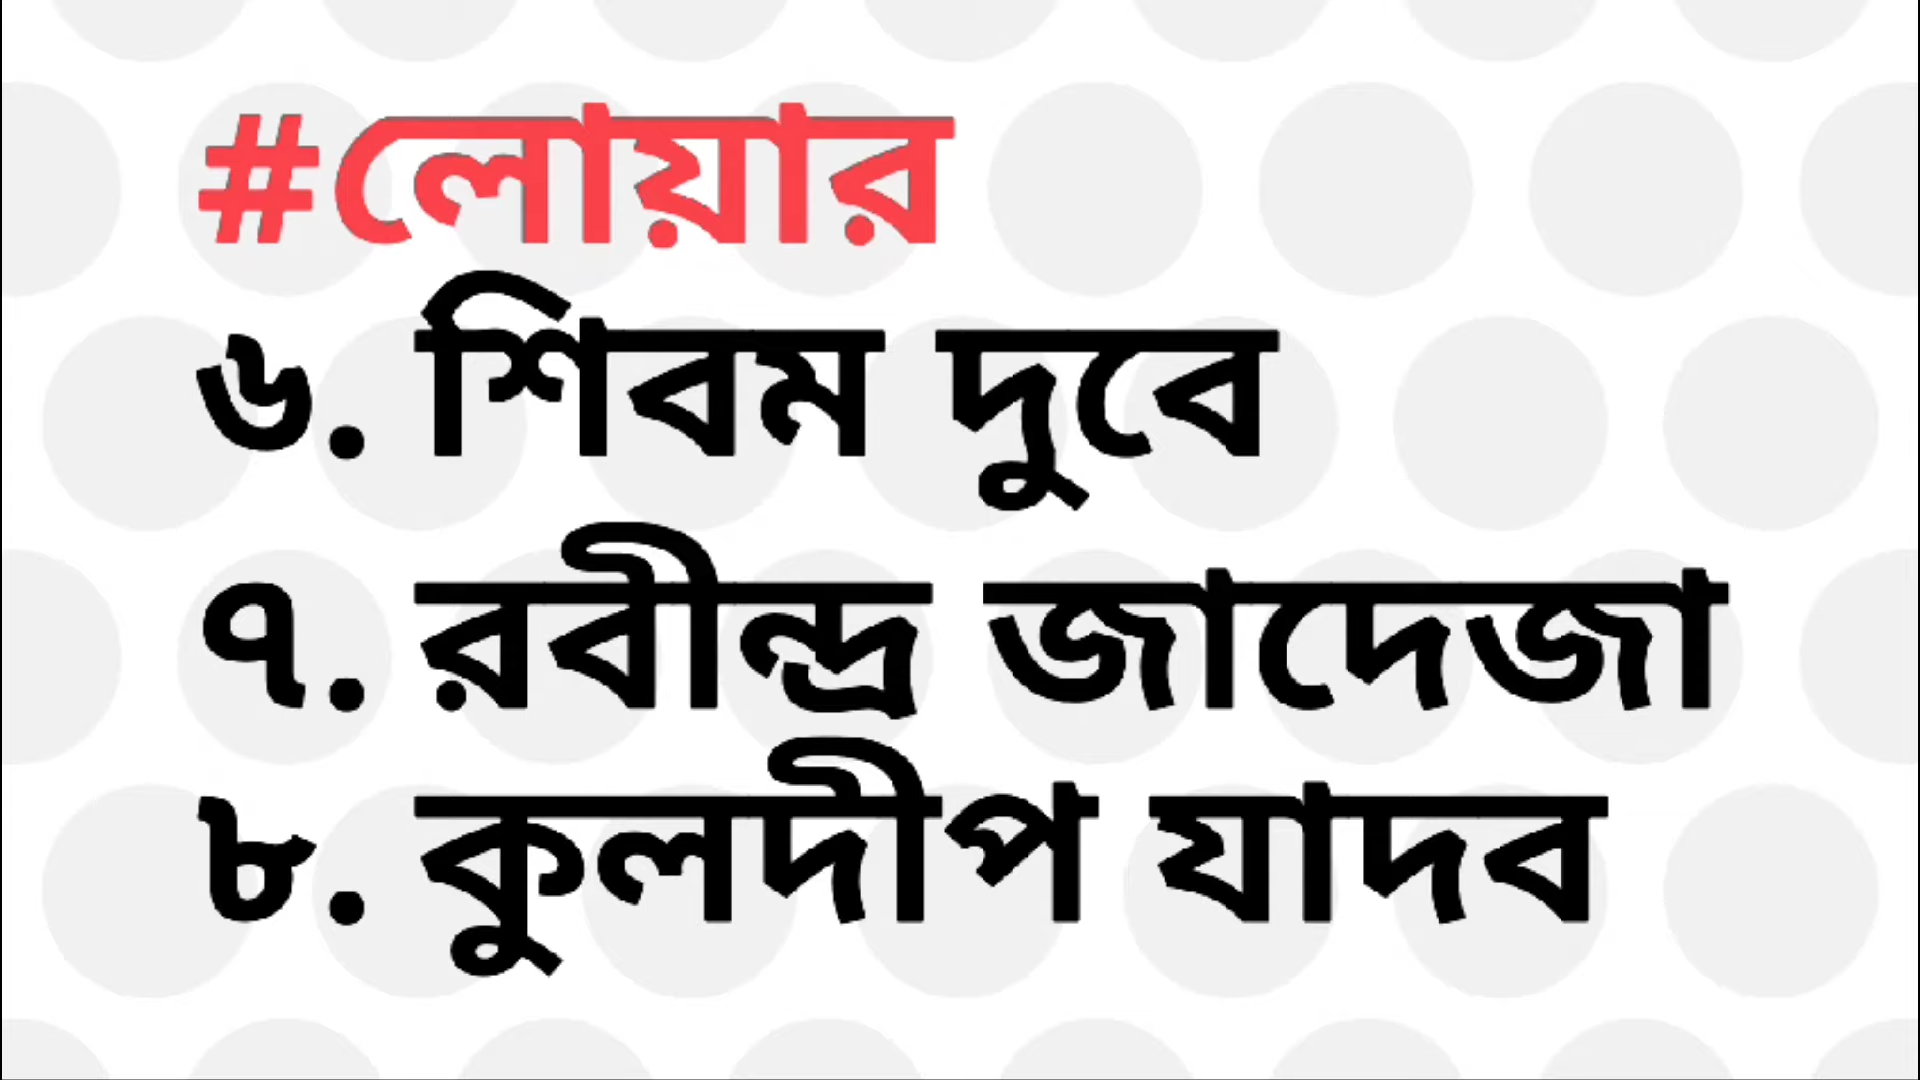 #লোয়ার
৬. শিবম দুবে
৭. রবীন্দ্র জাদেজা
৮. কুলদীপ যাদব